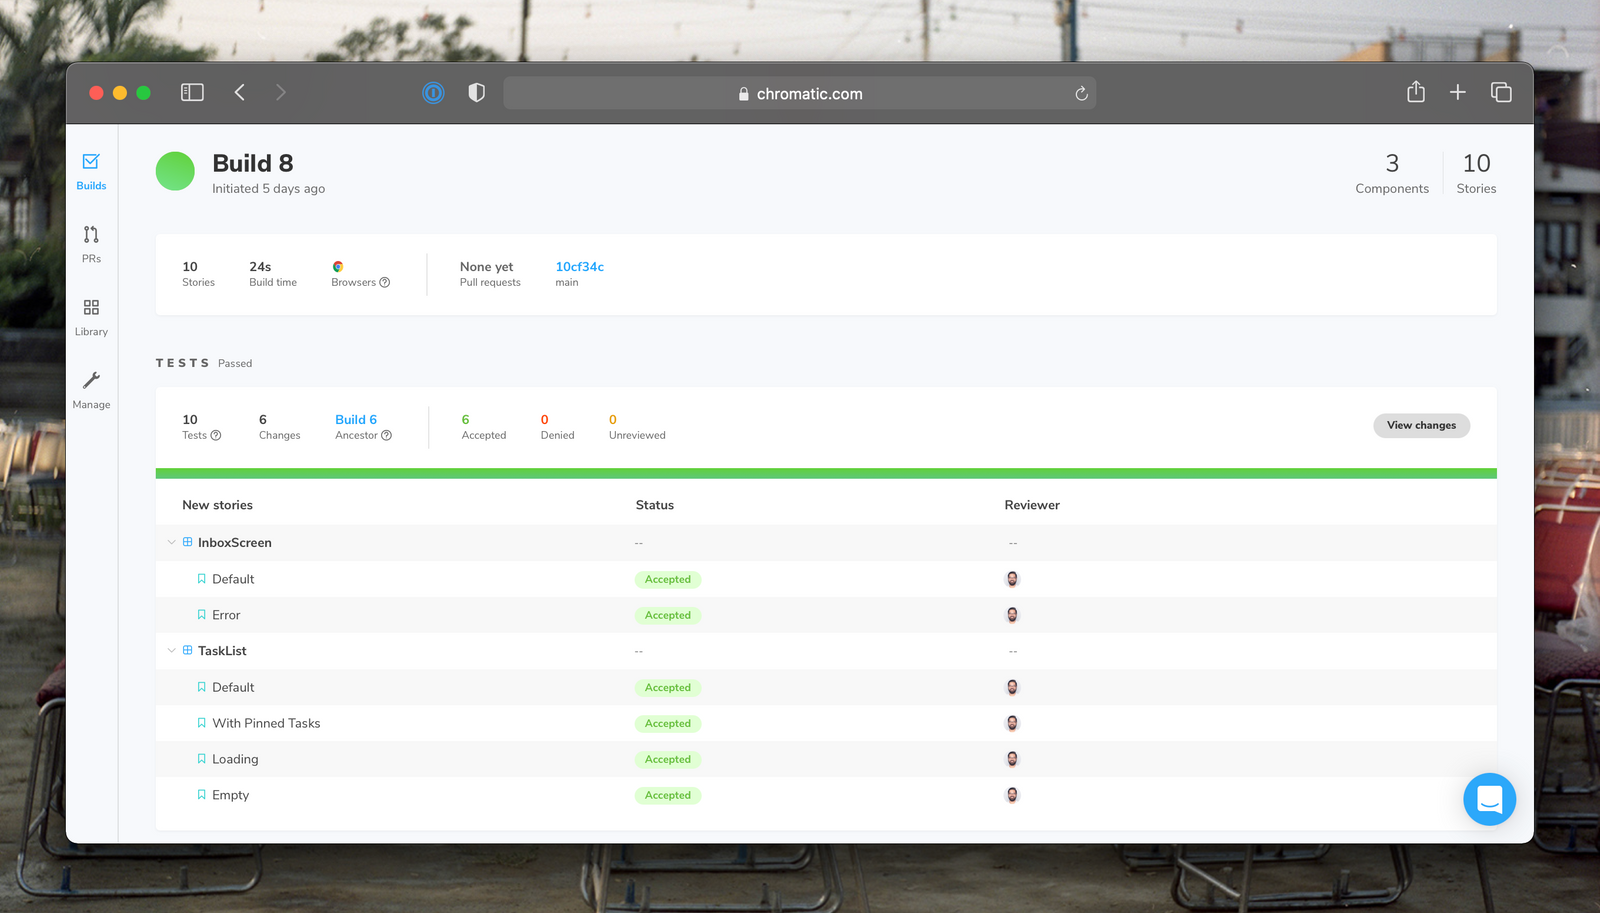 chromatic.com
Build 8
Initiated 5 days ago
3
Components
10
Stories
Builds
PRs
Library
Manage
10
Stories
24s
Build time
Browsers
None yet
Pull requests
10cf34c
main
TESTS Passed
10
Tests
6
Changes
Build 6
Ancestor
6
Accepted
0
Denied
0
Unreviewed
View changes
New stories Status Reviewer
InboxScreen -- --
Default Accepted
Error Accepted
TaskList -- --
Default Accepted
With Pinned Tasks Accepted
Loading Accepted
Empty Accepted